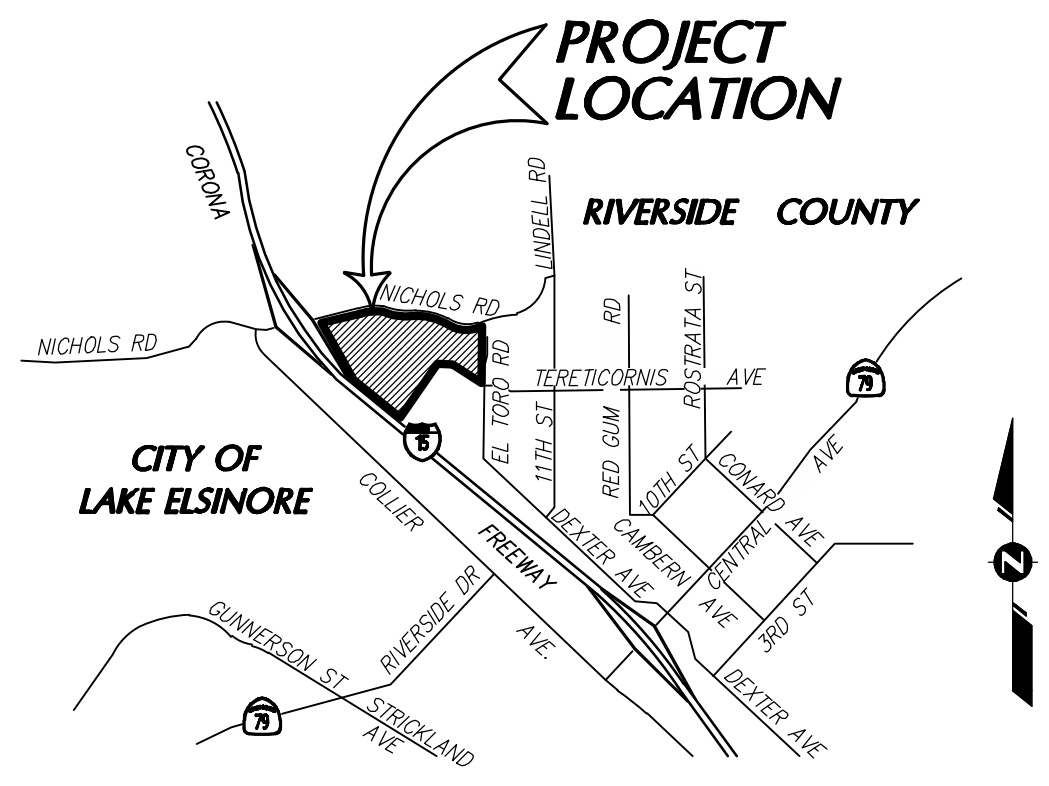 PROJECT
LOCATION
CORONA
LINDELL RD
RIVERSIDE COUNTY
NICHOLS RD
NICHOLS RD
RD
ROSTRATA ST
EL TORO RD
TERETICORNIS AVE
79
15
11TH ST
RED GUM
10TH ST
CONARD AVE
AVE
CITY OF
LAKE ELSINORE
COLLIER
FREEWAY
DEXTER AVE
CAMBERN
AVE
CENTRAL
3RD ST
N
GUNNERSON ST
RIVERSIDE DR
AVE.
79
STRICKLAND
AVE
DEXTER AVE